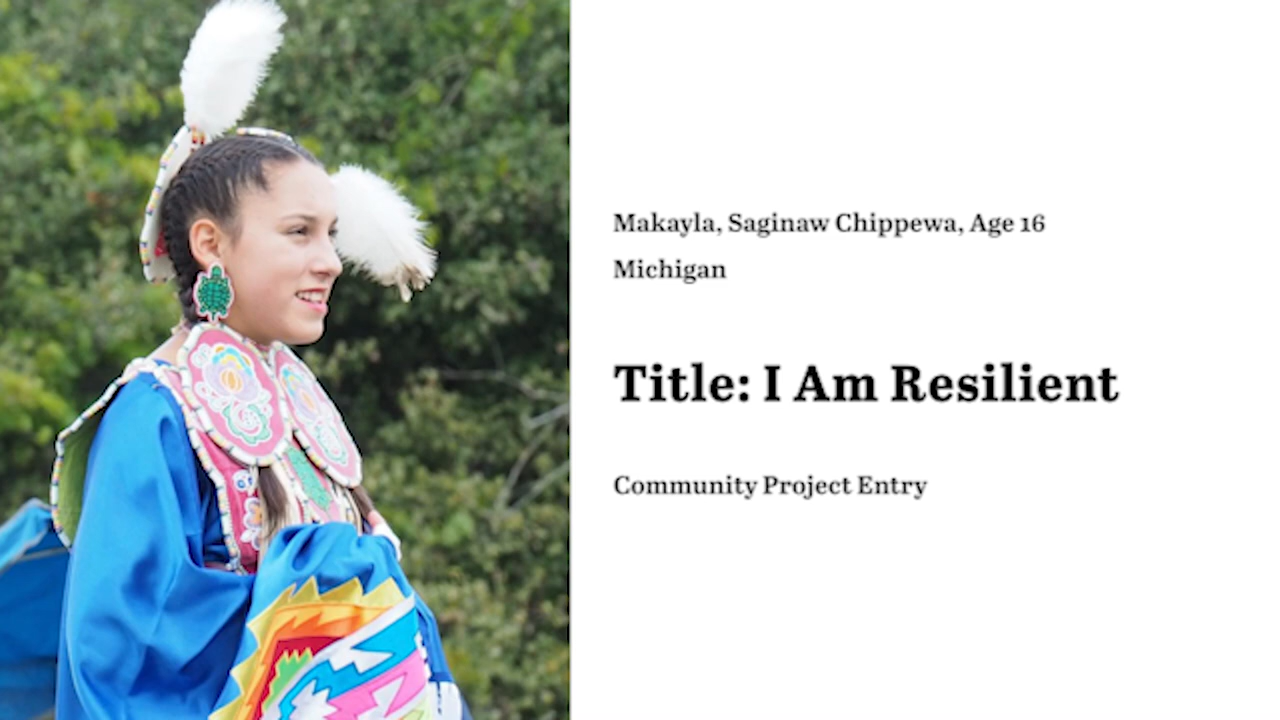 Makayla, Saginaw Chippewa, Age 16
Michigan
Title: I Am Resilient
Community Project Entry